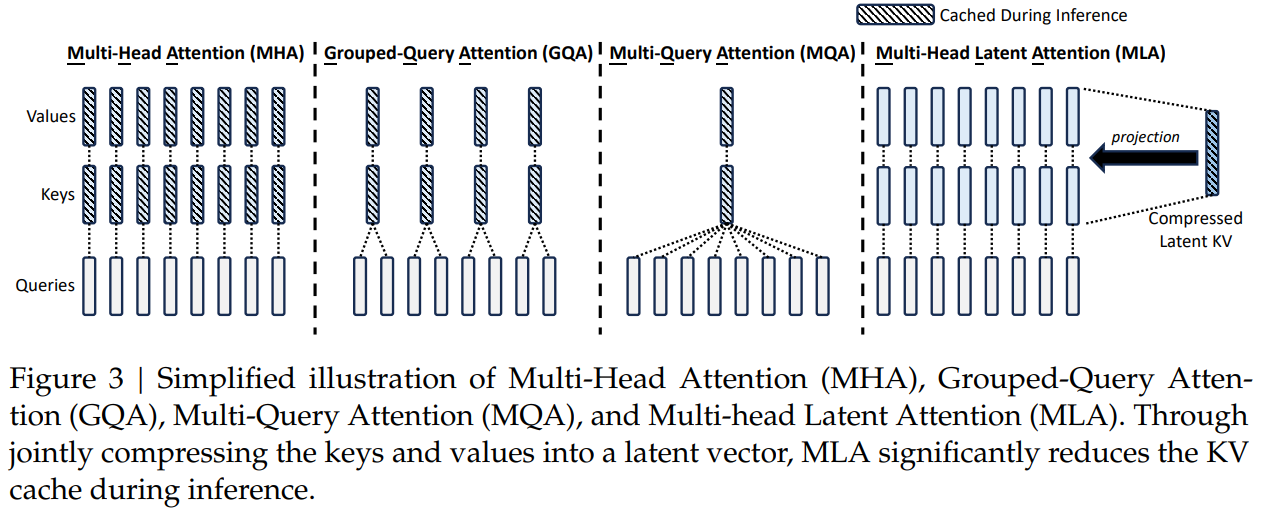 Cached During Inference
Multi-Head Attention (MHA)
Grouped-Query Attention (GQA)
Multi-Query Attention (MQA)
Multi-Head Latent Attention (MLA)
Values
Keys
Queries
projection
Compressed
Latent KV
Figure 3 | Simplified illustration of Multi-Head Attention (MHA), Grouped-Query Atten-
tion (GQA), Multi-Query Attention (MQA), and Multi-head Latent Attention (MLA). Through
jointly compressing the keys and values into a latent vector, MLA significantly reduces the KV
cache during inference.